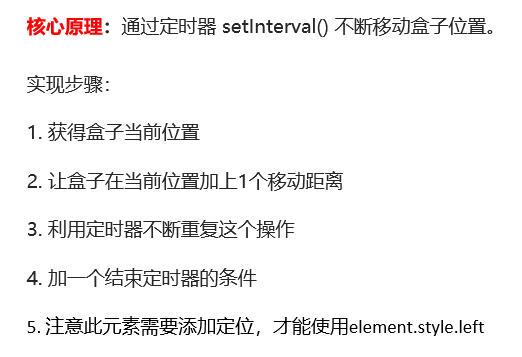 核心原理：通过定时器 setInterval() 不断移动盒子位置。
实现步骤：
1. 获得盒子当前位置
2. 让盒子在当前位置加上1个移动距离
3. 利用定时器不断重复这个操作
4. 加一个结束定时器的条件
5. 注意此元素需要添加定位，才能使用element.style.left